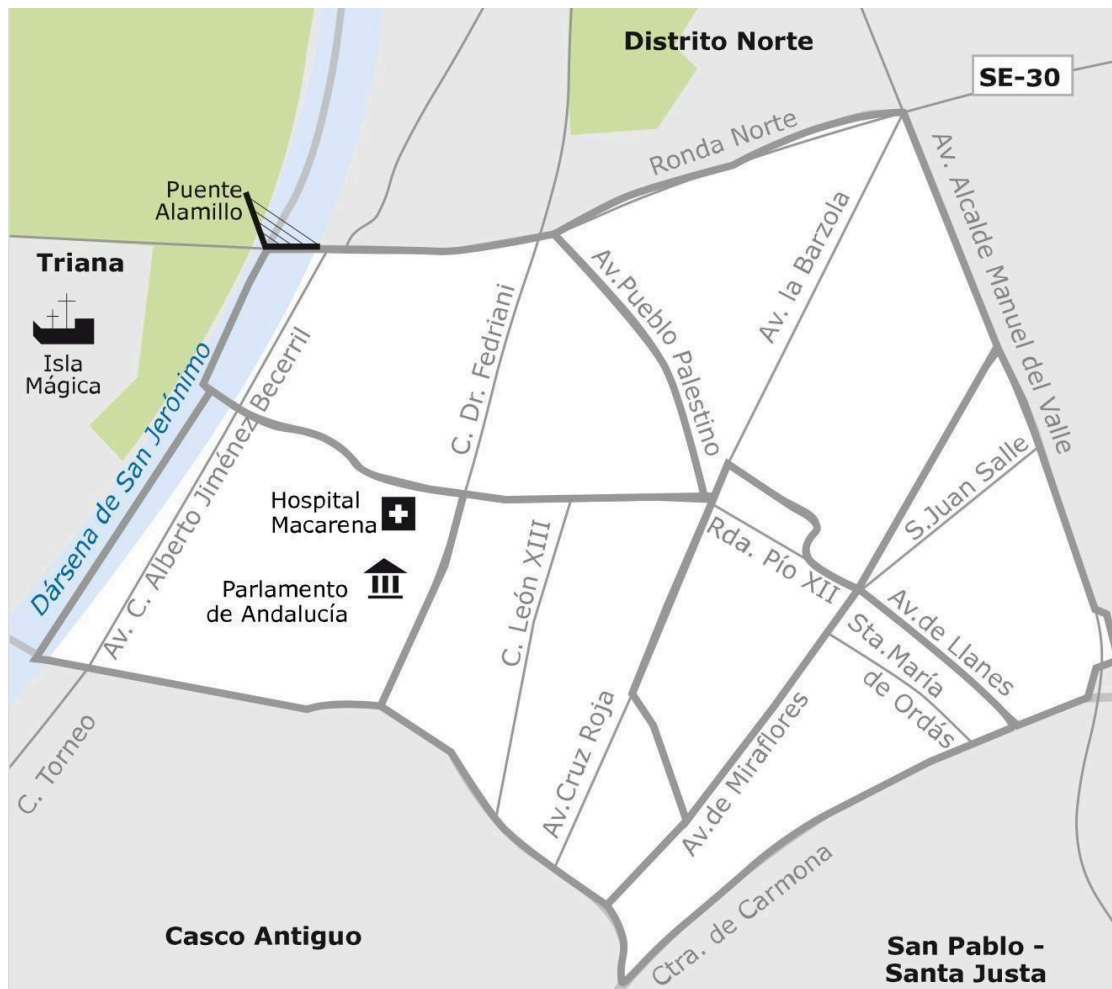 Distrito Norte
SE-30
Ronda Norte
Av. Alcalde Manuel del Valle
Puente
Alamillo
Triana
Isla
Mágica
Dársena de San Jerónimo
Av. C. Alberto Jiménez Becerril
C. Dr. Fedriani
Av.Pueblo Palestino
Av. la Barzola
S.Juan Salle
Hospital
Macarena
Parlamento
de Andalucía
C. León XIII
Rda. Pío XII
Av.de Llanes
Sta.María
de Ordás
Av.Cruz Roja
Av.de Miraflores
C. Torneo
Ctra. de Carmona
Casco Antiguo
San Pablo -
Santa Justa